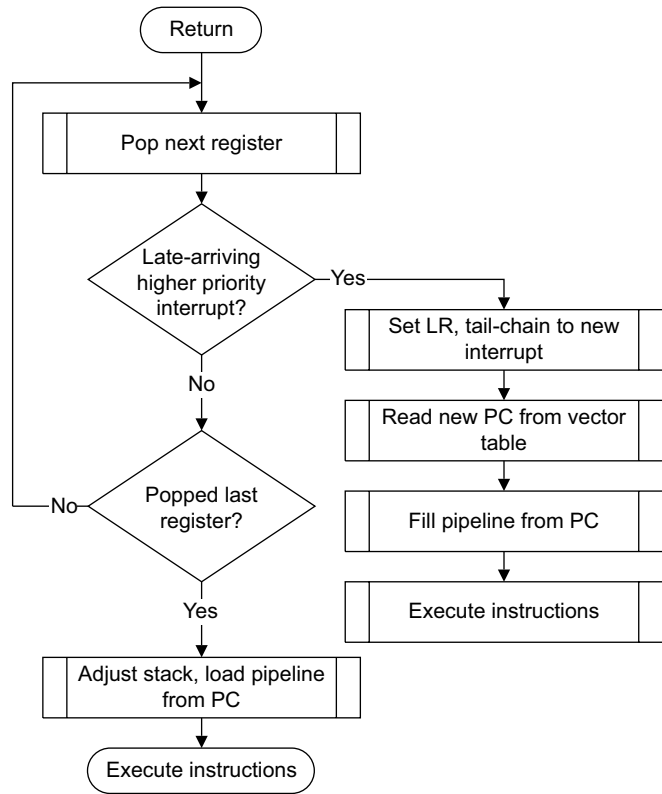 Return
Pop next register
Late-arriving
higher priority
interrupt?
Yes
Set LR, tail-chain to new
interrupt
No
Read new PC from vector
table
Popped last
register?
No
Fill pipeline from PC
Yes
Execute instructions
Adjust stack, load pipeline
from PC
Execute instructions